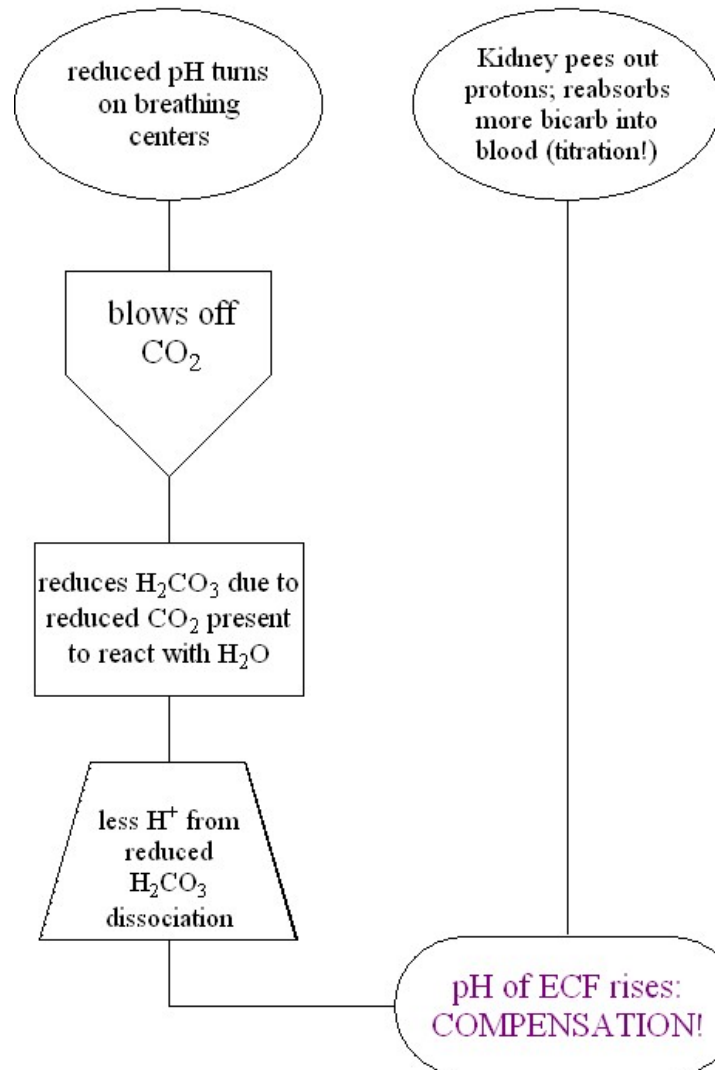 reduced pH turns
on breathing
centers
blows off
CO₂
reduces H₂CO₃ due to
reduced CO₂ present
to react with H₂O
less H⁺ from
reduced
H₂CO₃
dissociation
Kidney pees out
protons; reabsorbs
more bicarb into
blood (titration!)
pH of ECF rises:
COMPENSATION!